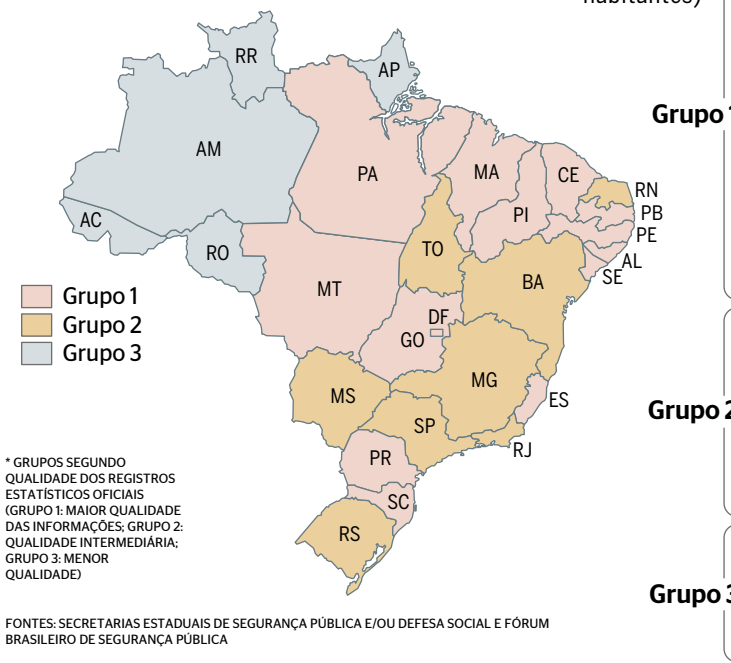 habitantes)
RR
AP
AM
PA
MA
CE
RN
PB
PE
AL
SE
PI
AC
RO
TO
BA
MT
DF
GO
MG
ES
MS
SP
RJ
PR
SC
RS
Grupo 1
Grupo 2
Grupo 3
* GRUPOS SEGUNDO
QUALIDADE DOS REGISTROS
ESTATÍSTICOS OFICIAIS
(GRUPO 1: MAIOR QUALIDADE
DAS INFORMAÇÕES; GRUPO 2:
QUALIDADE INTERMEDIÁRIA;
GRUPO 3: MENOR
QUALIDADE)
FONTES: SECRETARIAS ESTADUAIS DE SEGURANÇA PÚBLICA E/OU DEFESA SOCIAL E FÓRUM
BRASILEIRO DE SEGURANÇA PÚBLICA
Grupo 1
Grupo 2
Grupo 3